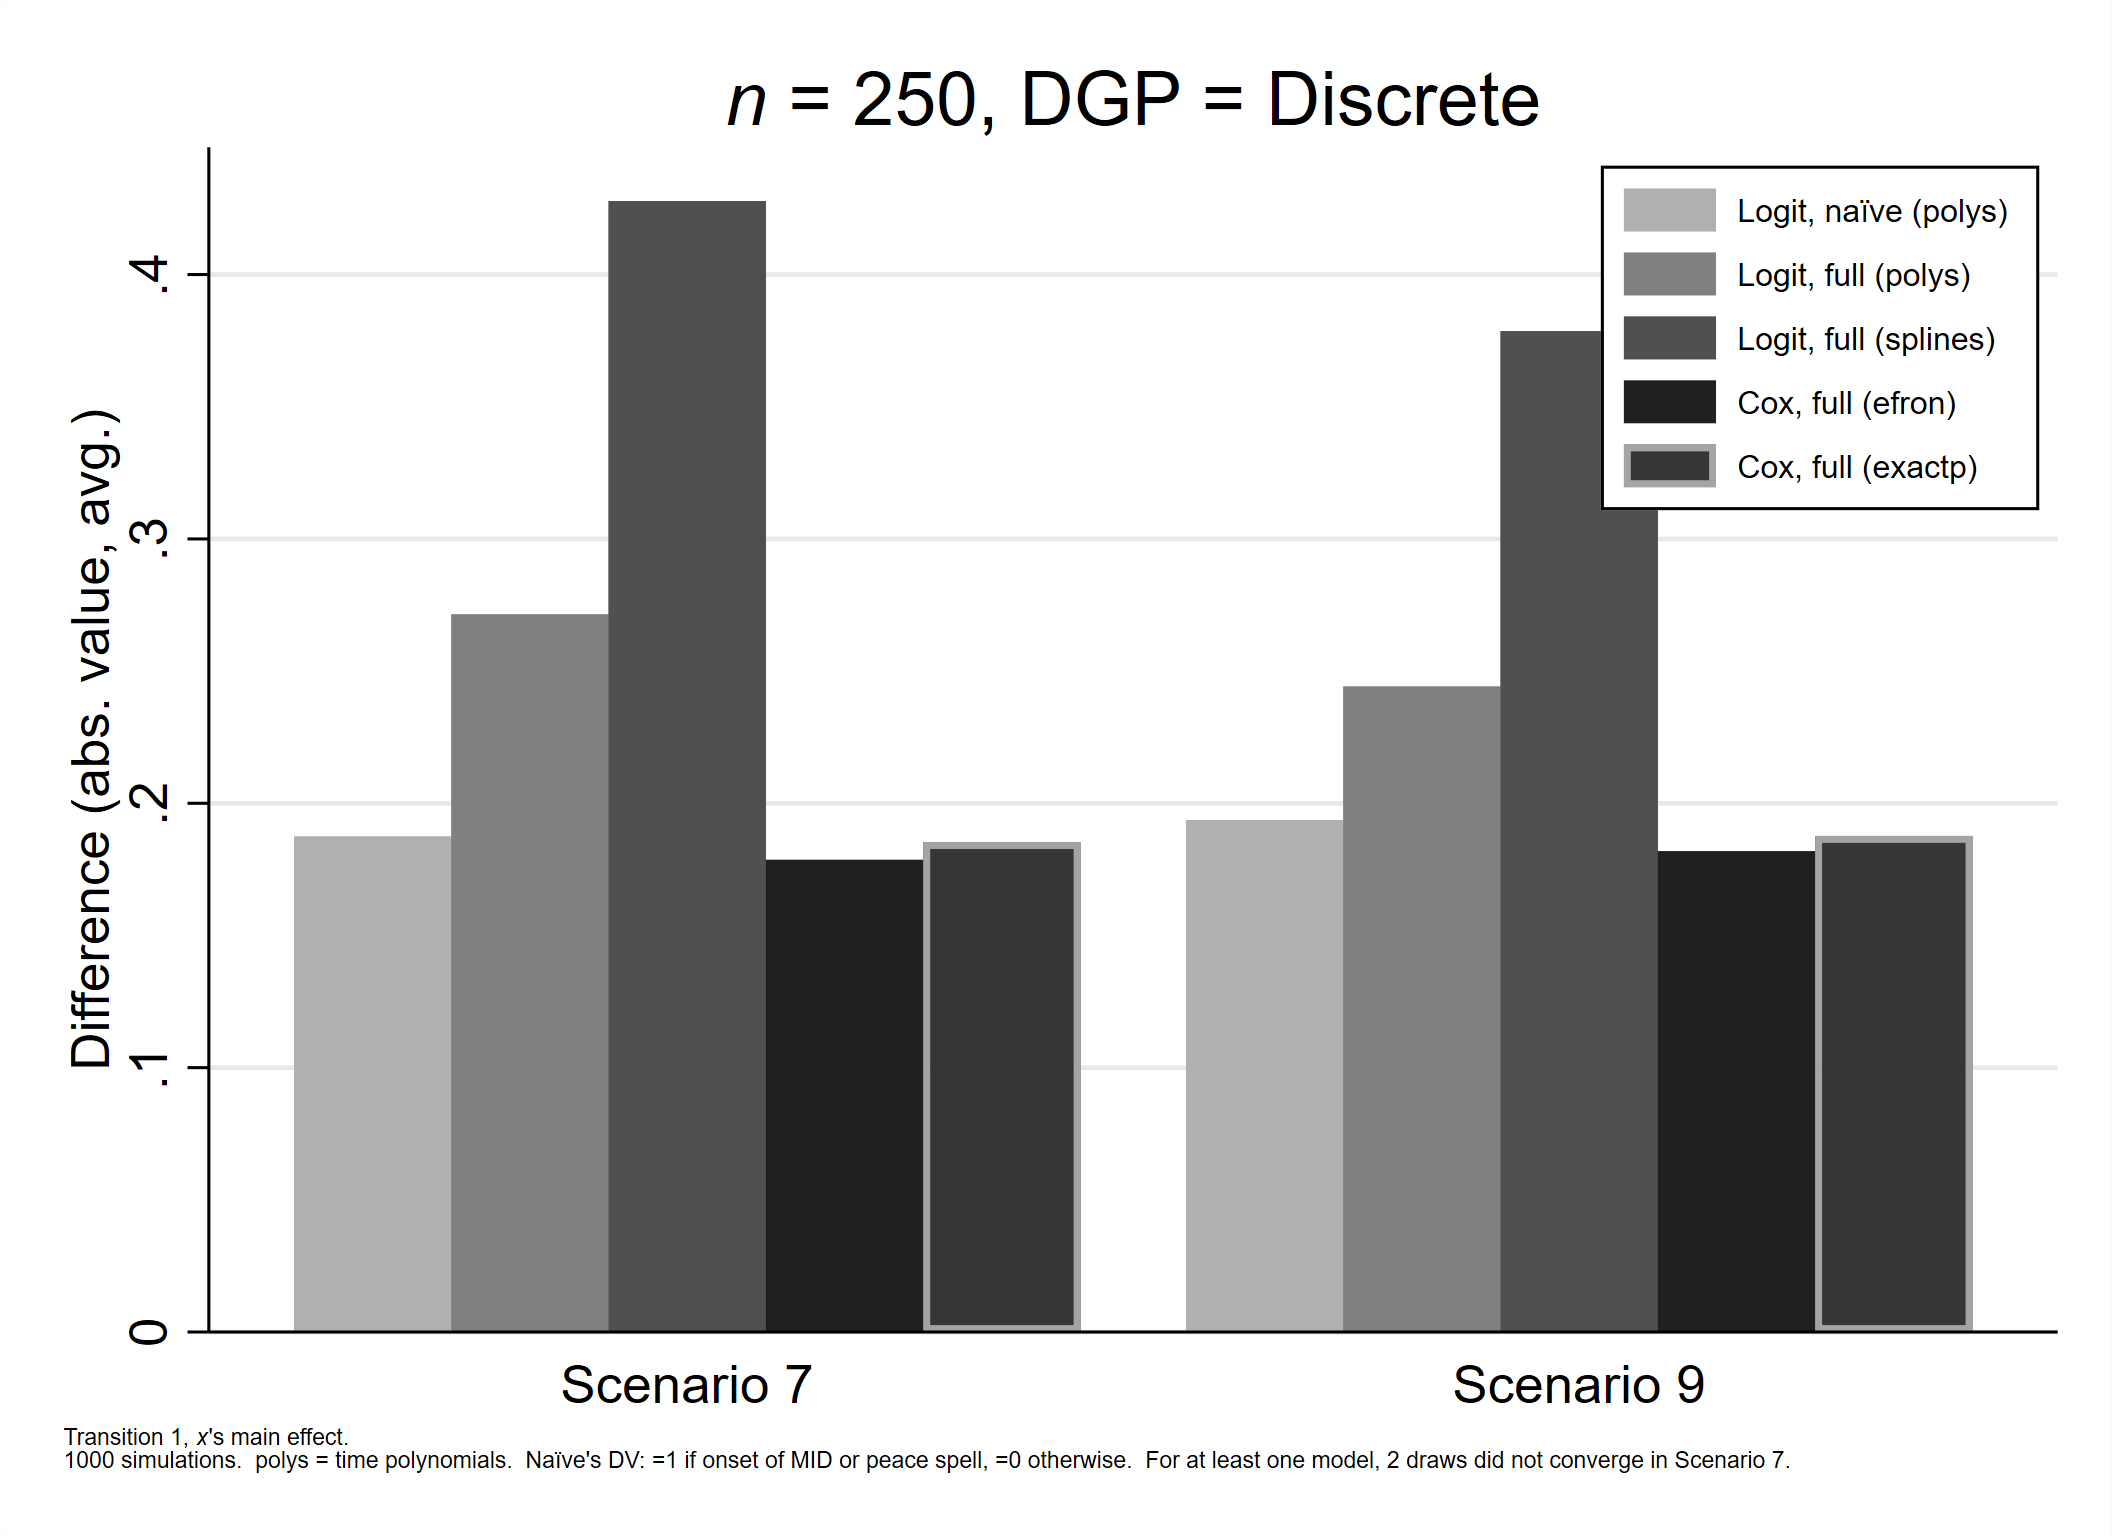 n = 250, DGP = Discrete
Difference (abs. value, avg.)
.4
.3
.2
.1
0
Logit, naïve (polys)
Logit, full (polys)
Logit, full (splines)
Cox, full (efron)
Cox, full (exactp)
Scenario 7
Scenario 9
Transition 1, x's main effect.
1000 simulations.  polys = time polynomials.  Naïve's DV: =1 if onset of MID or peace spell, =0 otherwise.  For at least one model, 2 draws did not converge in Scenario 7.